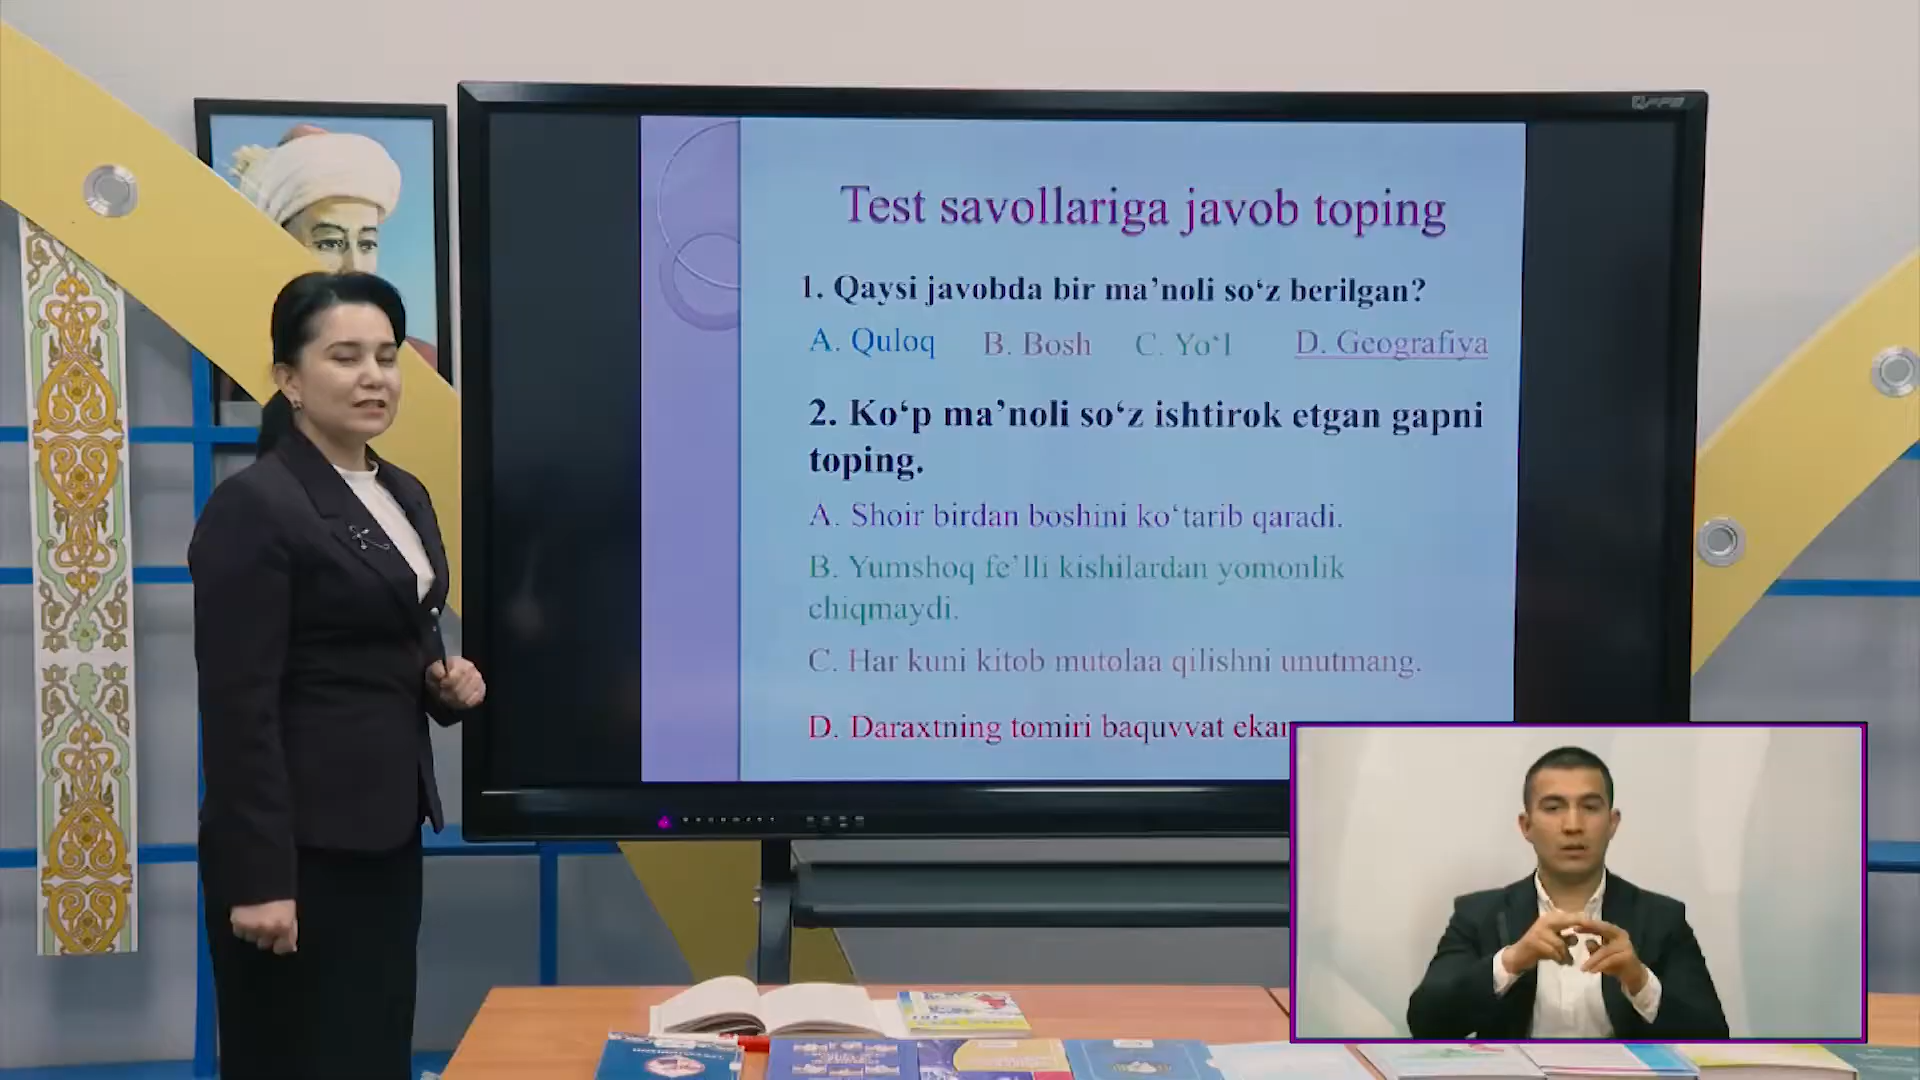 Test savollariga javob toping
1. Qaysi javobda bir ma’noli so‘z berilgan?
A. Quloq B. Bosh C. Yo‘l D. Geografiya
2. Ko‘p ma’noli so‘z ishtirok etgan gapni
toping.
A. Shoir birdan boshini ko‘tarib qaradi.
B. Yumshoq fe’lli kishilardan yomonlik
chiqmaydi.
C. Har kuni kitob mutolaa qilishni unutmang.
D. Daraxtning tomiri baquvvat